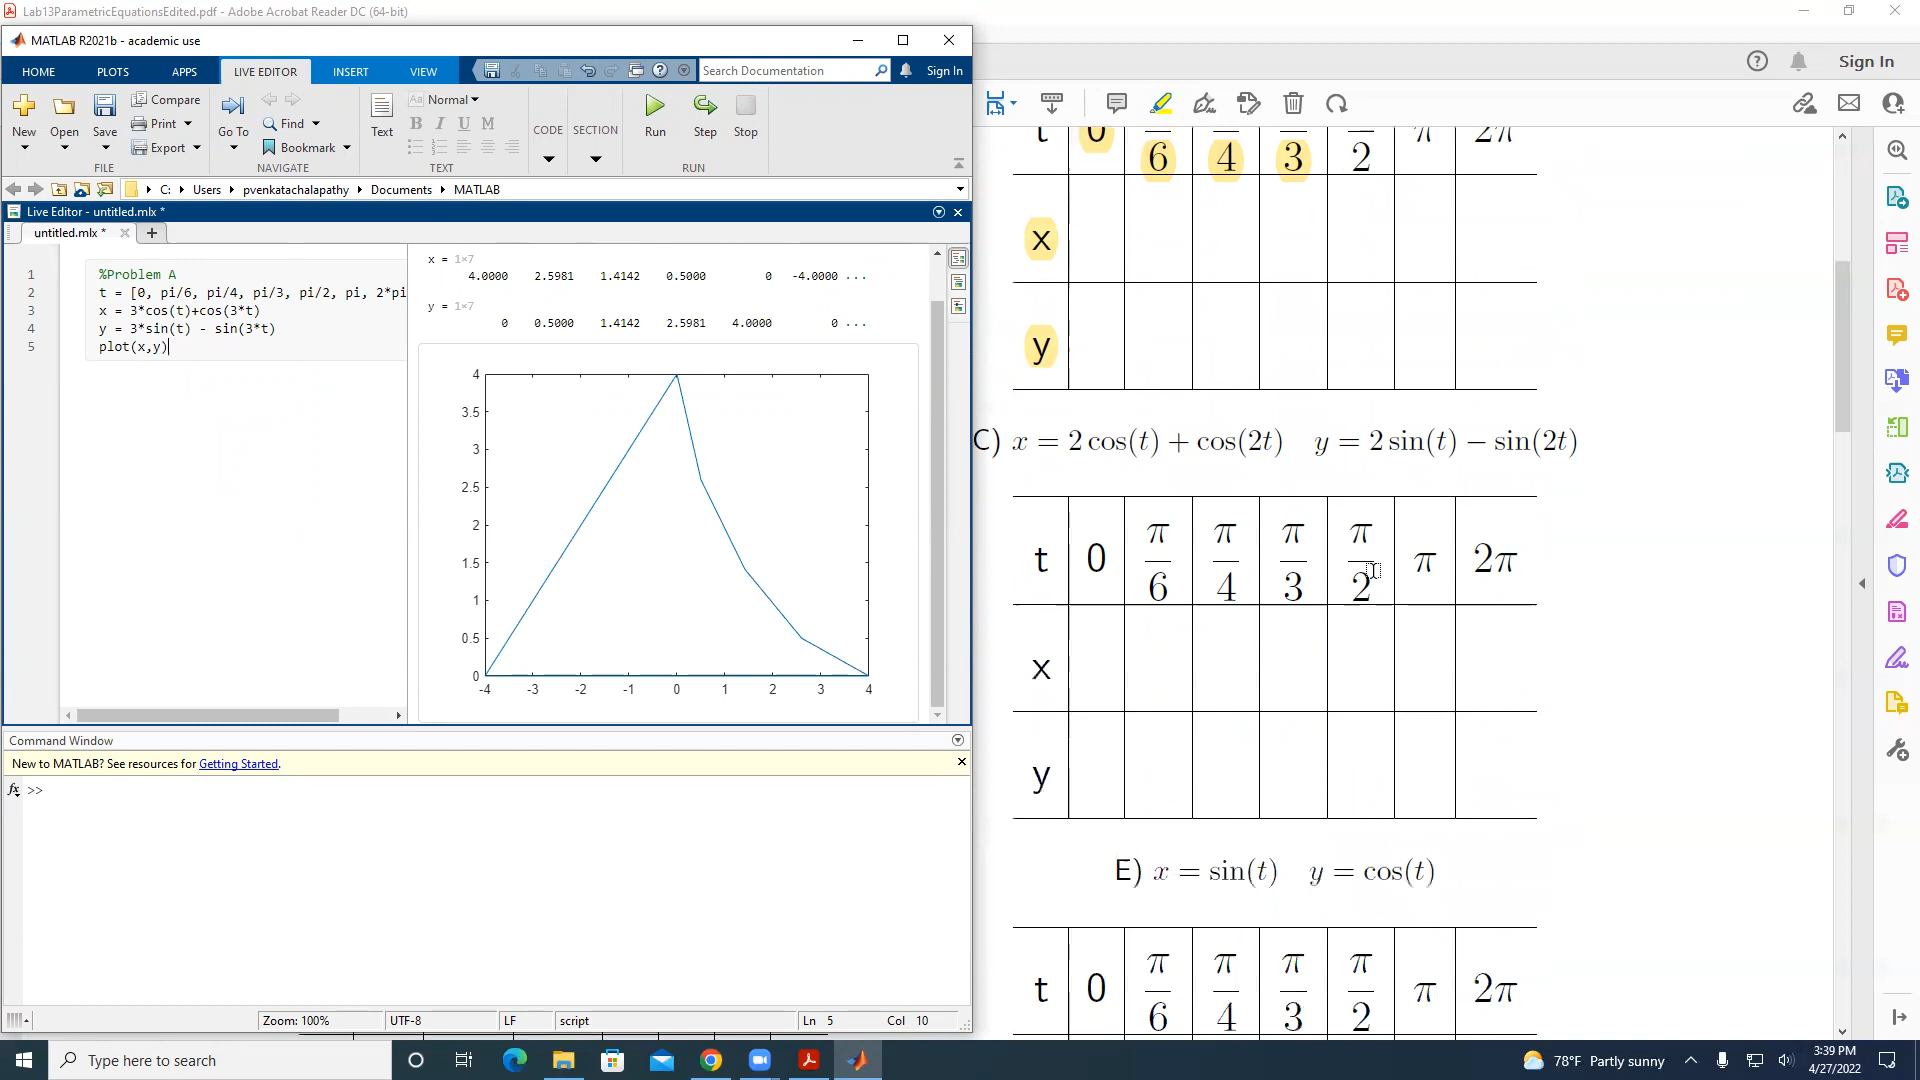 Lab13ParametricEquationsEdited.pdf - Adobe Acrobat Reader DC (64-bit)
MATLAB R2021b - academic use
HOME PLOTS APPS LIVE EDITOR INSERT VIEW
Search Documentation
Sign In
New
Open
Save
Compare
Print
Export
FILE
Go To
Find
Bookmark
NAVIGATE
Text
Aa Normal
B I U M
TEXT
CODE
SECTION
Run
Step
Stop
RUN
C: Users pvenkatachalapathy Documents MATLAB
Live Editor - untitled.mlx *
untitled.mlx *
1 %Problem A
2 t = [0, pi/6, pi/4, pi/3, pi/2, pi, 2*pi
3 x = 3*cos(t)+cos(3*t)
4 y = 3*sin(t) - sin(3*t)
5 plot(x,y)
x = 1×7
4.0000 2.5981 1.4142 0.5000 0 -4.0000 ...
y = 1×7
0 0.5000 1.4142 2.5981 4.0000 0 ...
4
3.5
3
2.5
2
1.5
1
0.5
0
-4 -3 -2 -1 0 1 2 3 4
Command Window
New to MATLAB? See resources for Getting Started.
fx >>
Zoom: 100% UTF-8 LF script Ln 5 Col 10
Sign In
t 0 6 4 3 2 π 2π
x
y
C) x = 2 cos(t) + cos(2t) y = 2 sin(t) − sin(2t)
t 0 π/6 π/4 π/3 π/2 π 2π
x
y
E) x = sin(t) y = cos(t)
t 0 π/6 π/4 π/3 π/2 π 2π
Type here to search
78°F Partly sunny
3:39 PM
4/27/2022